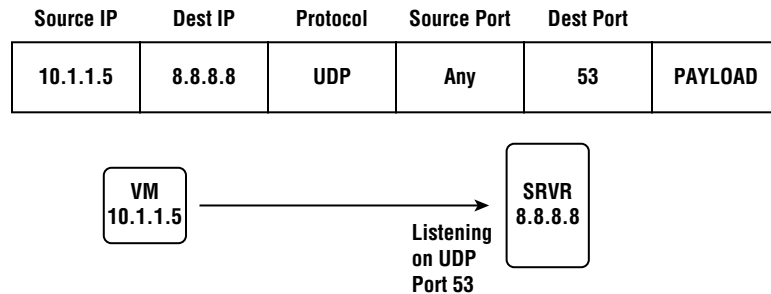 Source IP Dest IP Protocol Source Port Dest Port
10.1.1.5 8.8.8.8 UDP Any 53 PAYLOAD
VM
10.1.1.5
SRVR
8.8.8.8
Listening
on UDP
Port 53